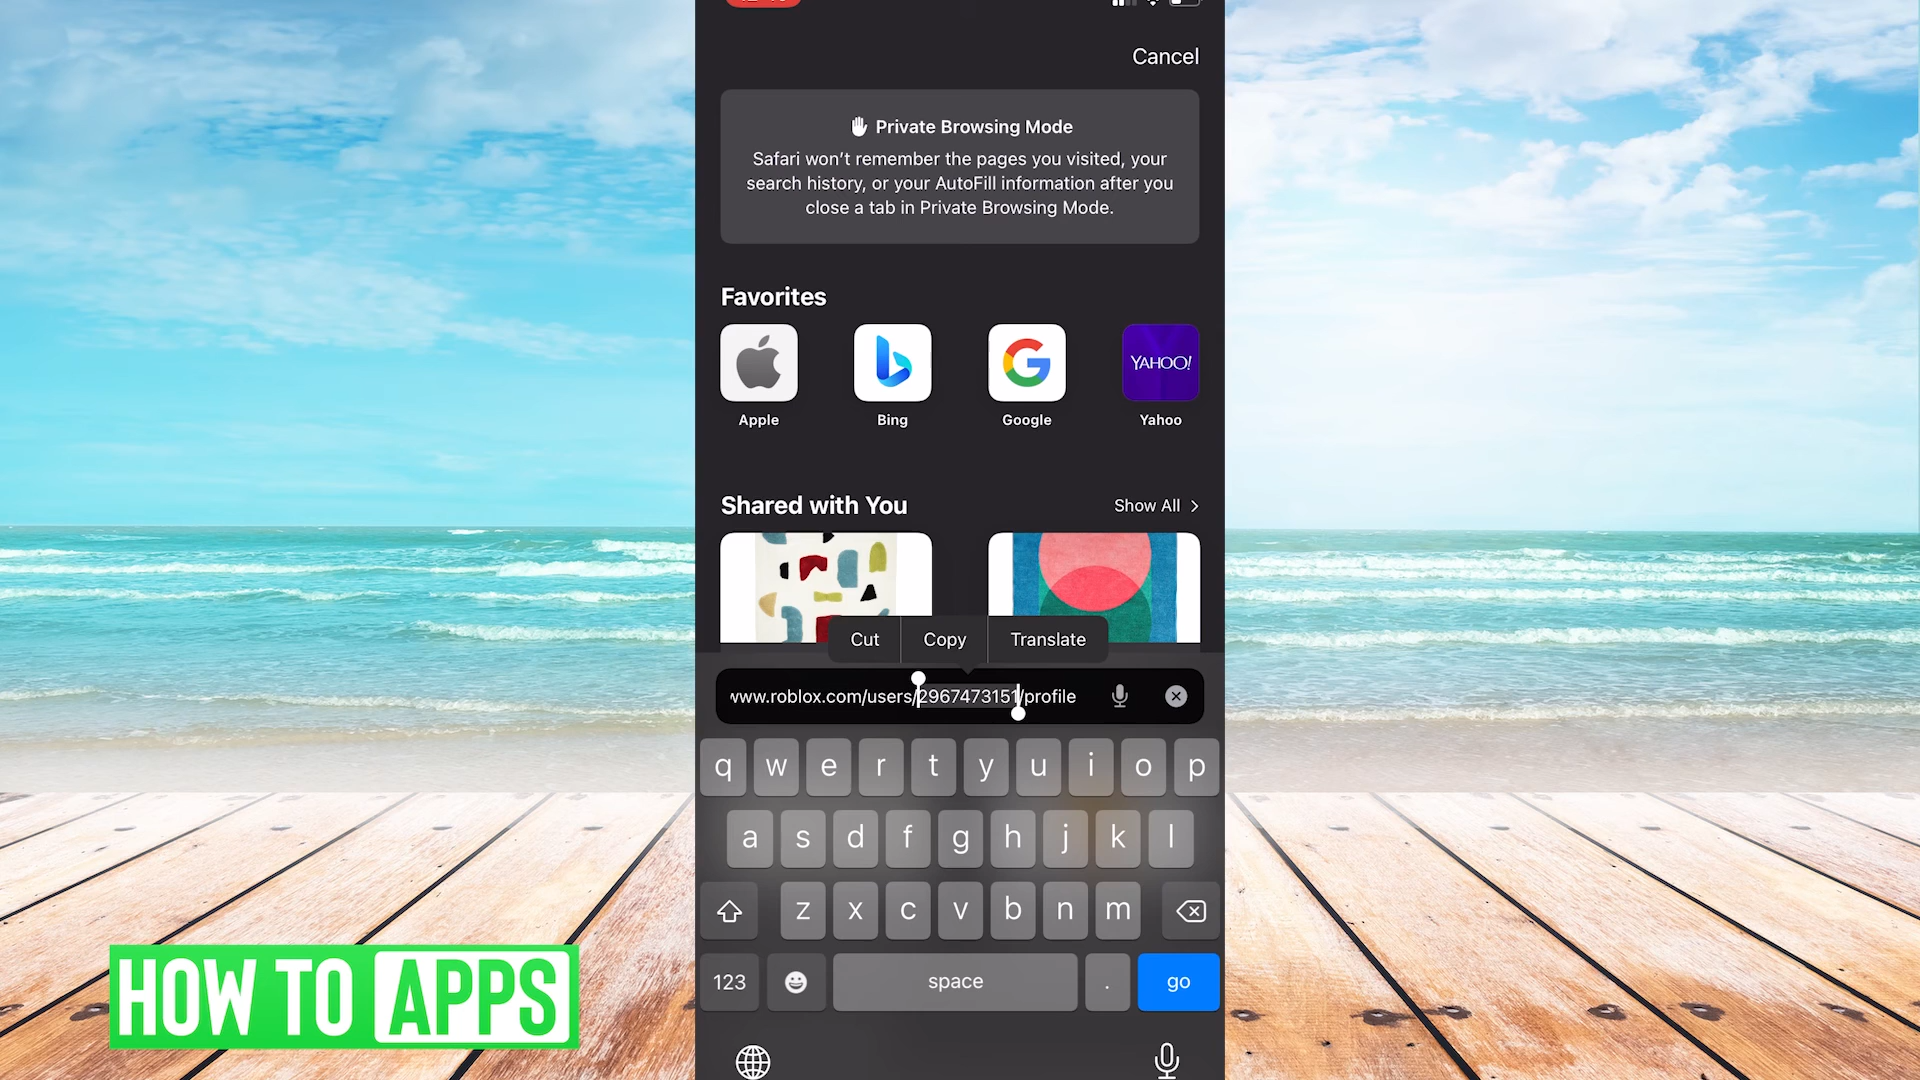 Cancel
Private Browsing Mode
Safari won't remember the pages you visited, your
search history, or your AutoFill information after you
close a tab in Private Browsing Mode.
Favorites
YAHOO!
Apple
Bing
Google
Yahoo
Shared with You
Show All
Cut
Copy
Translate
www.roblox.com/users/2967473151/profile
q w e r t y u i o p
a s d f g h j k l
z x c v b n m
123
space
.
go
HOW TO APPS